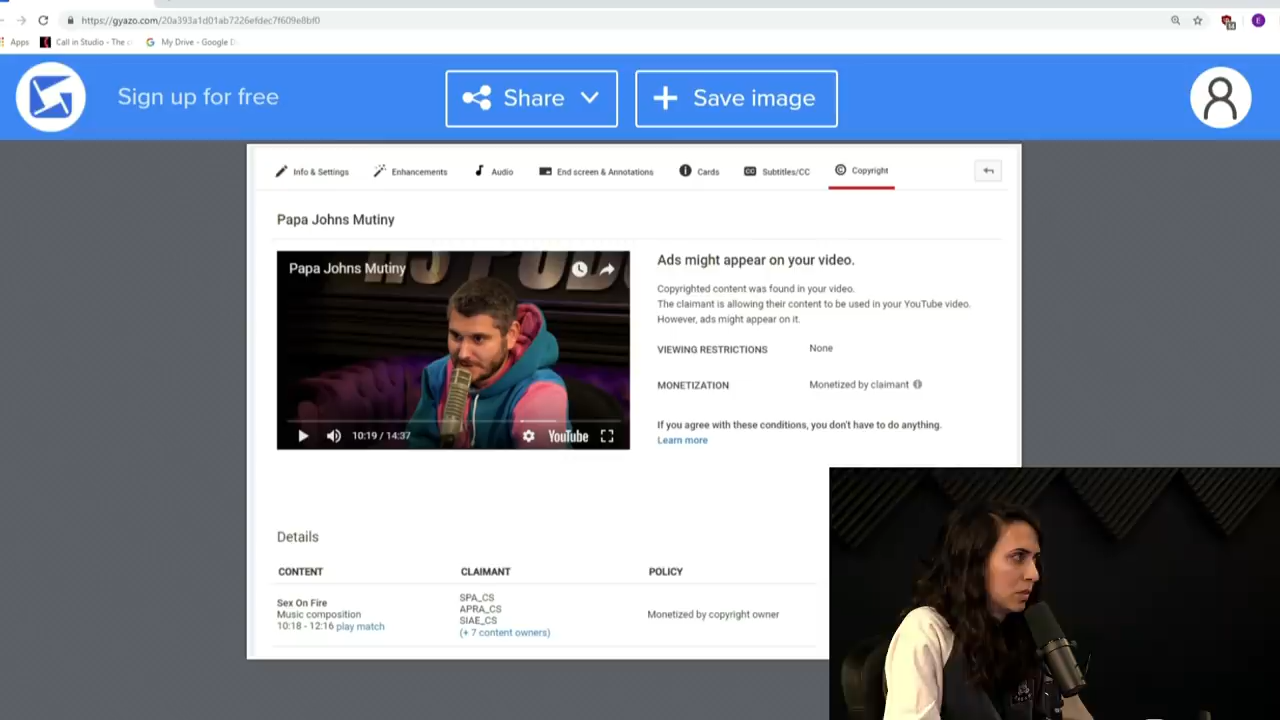 https://gyazo.com/20a393a1d01ab7226efdec7f609e8bf0
Apps
Call in Studio - The
My Drive - Google D
E
Sign up for free
Share
Save image
Info & Settings
Enhancements
Audio
End screen & Annotations
Cards
CC Subtitles/CC
Copyright
Papa Johns Mutiny
Papa Johns Mutiny
10:19 / 14:37
YouTube
Ads might appear on your video.
Copyrighted content was found in your video.
The claimant is allowing their content to be used in your YouTube video.
However, ads might appear on it.
VIEWING RESTRICTIONS None
MONETIZATION Monetized by claimant
If you agree with these conditions, you don't have to do anything.
Learn more
Details
CONTENT CLAIMANT POLICY
Sex On Fire
Music composition
10:18 - 12:16 play match
SPA_CS
APRA_CS
SIAE_CS
(+ 7 content owners)
Monetized by copyright owner